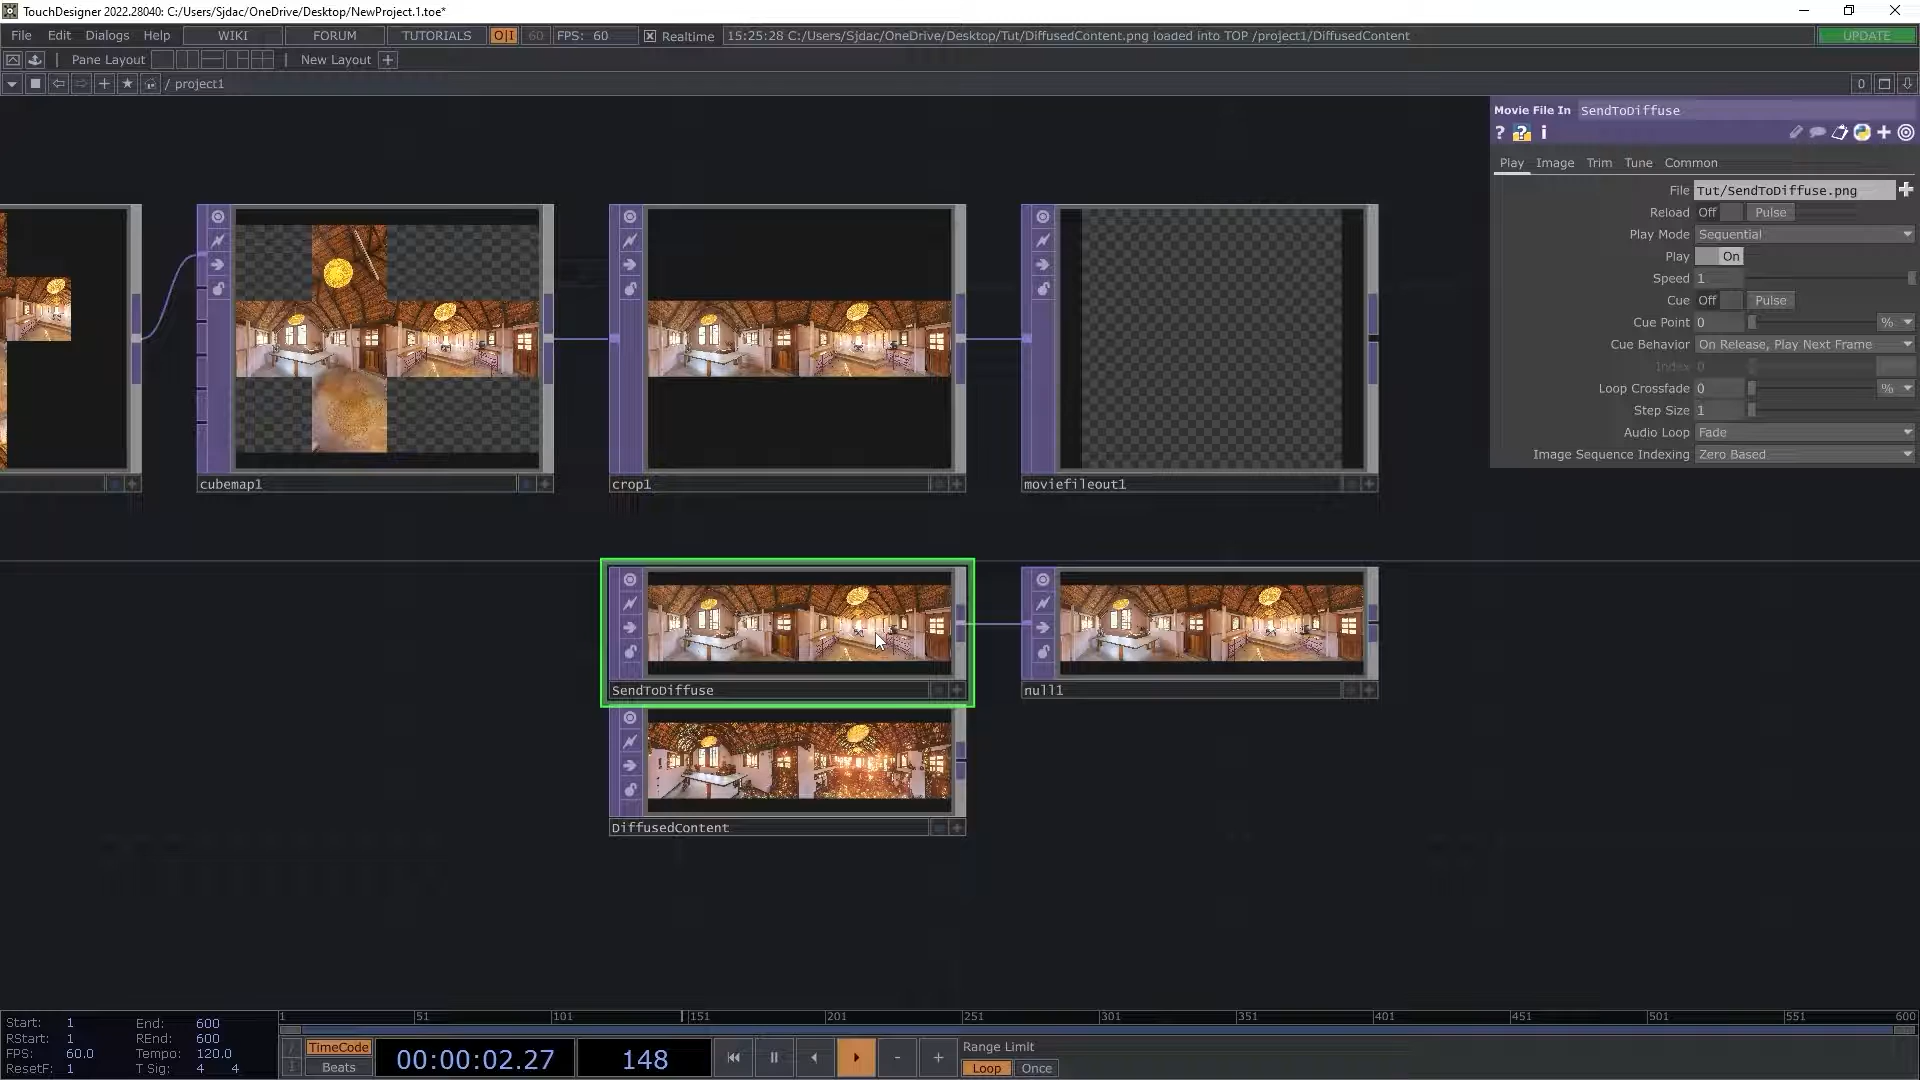 TouchDesigner 2022.28040: C:/Users/Sjdac/OneDrive/Desktop/NewProject.1.toe*
File Edit Dialogs Help WIKI FORUM TUTORIALS O|I 60 FPS: 60 Realtime 15:25:28 C:/Users/Sjdac/OneDrive/Desktop/Tut/DiffusedContent.png loaded into TOP /project1/DiffusedContent UPDATE
Pane Layout New Layout +
/ project1 0
Movie File In SendToDiffuse
? ? i
Play Image Trim Tune Common
File Tut/SendToDiffuse.png
Reload Off Pulse
Play Mode Sequential
Play On
Speed 1
Cue Off Pulse
Cue Point 0 %
Cue Behavior On Release, Play Next Frame
Index 0
Loop Crossfade 0 %
Step Size 1
Audio Loop Fade
Image Sequence Indexing Zero Based
cubemap1
crop1
moviefileout1
SendToDiffuse
null1
DiffusedContent
1 51 101 151 201 251 301 351 401 451 501 551 600
Start: 1 End: 600
RStart: 1 REnd: 600
FPS: 60.0 Tempo: 120.0
ResetF: 1 T Sig: 4 4
TimeCode
Beats
00:00:02.27
148
- +
Range Limit
Loop Once